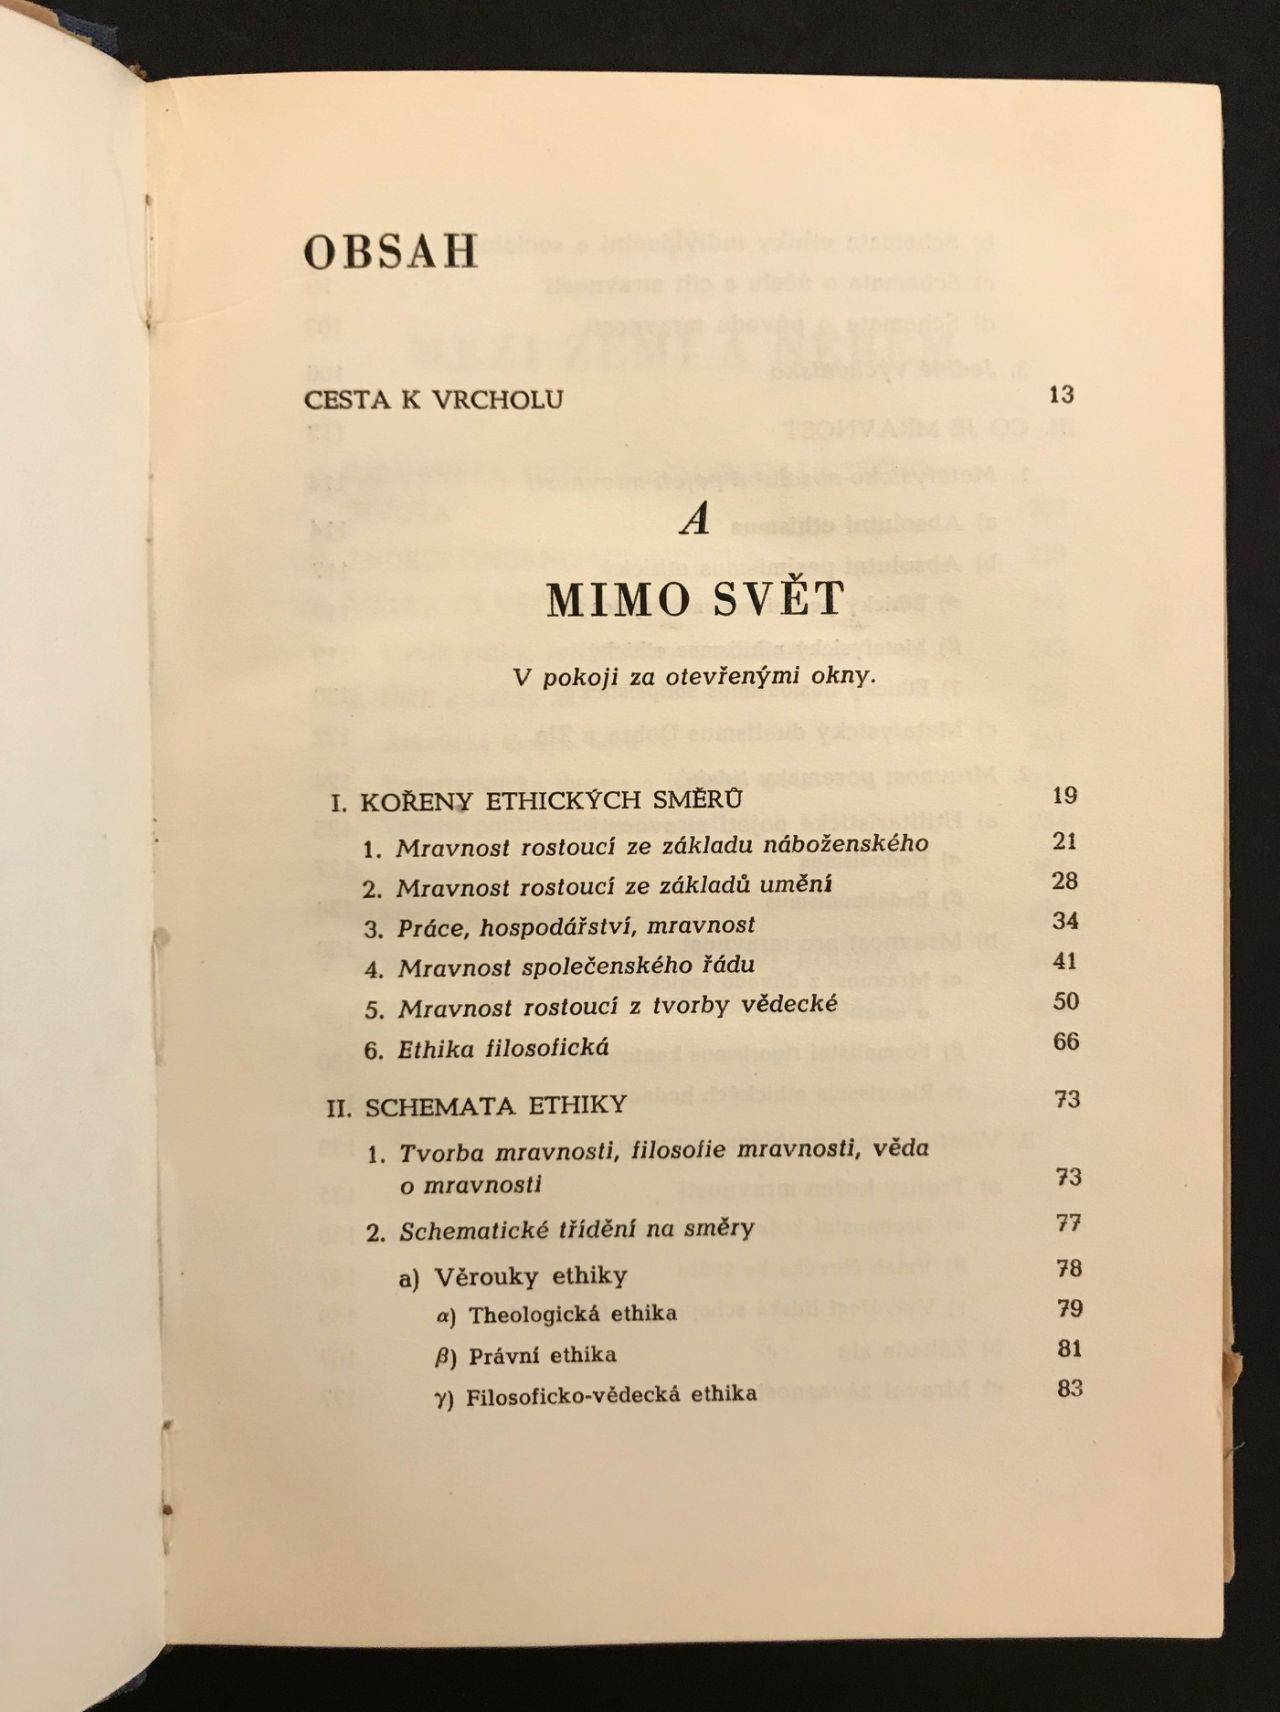 OBSAH
CESTA K VRCHOLU 13
A
MIMO SVĚT
V pokoji za otevřenými okny.
I. KOŘENY ETHICKÝCH SMĚRŮ 19
1. Mravnost rostoucí ze základu náboženského 21
2. Mravnost rostoucí ze základů umění 28
3. Práce, hospodářství, mravnost 34
4. Mravnost společenského řádu 41
5. Mravnost rostoucí z tvorby vědecké 50
6. Ethika filosofická 66
II. SCHEMATA ETHIKY 73
1. Tvorba mravnosti, filosofie mravnosti, věda
o mravnosti 73
2. Schematické třídění na směry 77
a) Věrouky ethiky 78
α) Theologická ethika 79
β) Právní ethika 81
γ) Filosoficko-vědecká ethika 83